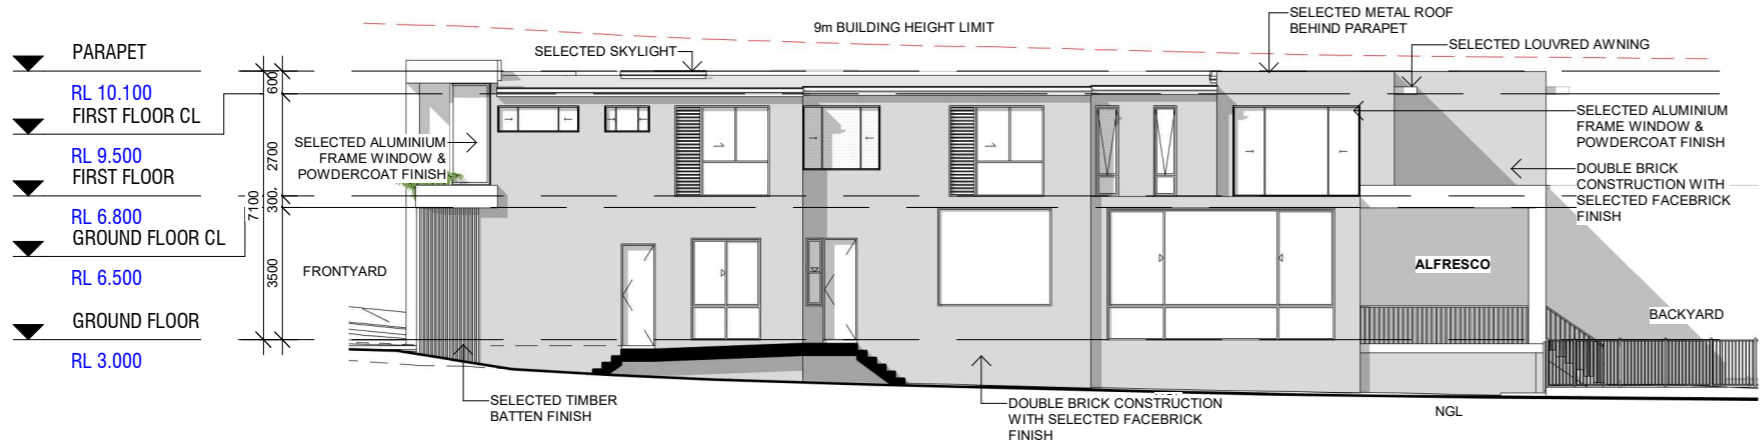 PARAPET
RL 10.100
FIRST FLOOR CL
RL 9.500
FIRST FLOOR
RL 6.800
GROUND FLOOR CL
RL 6.500
GROUND FLOOR
RL 3.000
600
2700
300
7100
3500
9m BUILDING HEIGHT LIMIT
SELECTED SKYLIGHT
SELECTED METAL ROOF
BEHIND PARAPET
SELECTED LOUVRED AWNING
SELECTED ALUMINIUM
FRAME WINDOW &
POWDERCOAT FINISH
SELECTED ALUMINIUM
FRAME WINDOW &
POWDERCOAT FINISH
DOUBLE BRICK
CONSTRUCTION WITH
SELECTED FACEBRICK
FINISH
FRONTYARD
ALFRESCO
BACKYARD
SELECTED TIMBER
BATTEN FINISH
DOUBLE BRICK CONSTRUCTION
WITH SELECTED FACEBRICK
FINISH
NGL